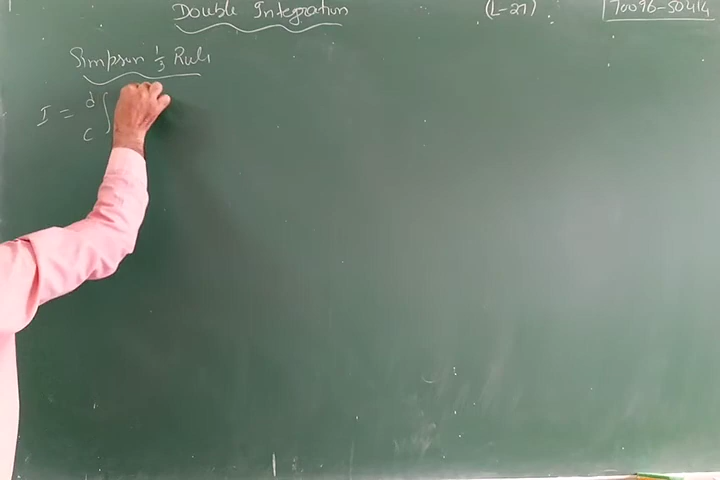 Double Integration (L-27) 70096-50414
Simpson 1/3 Rule
I = ∫ d c